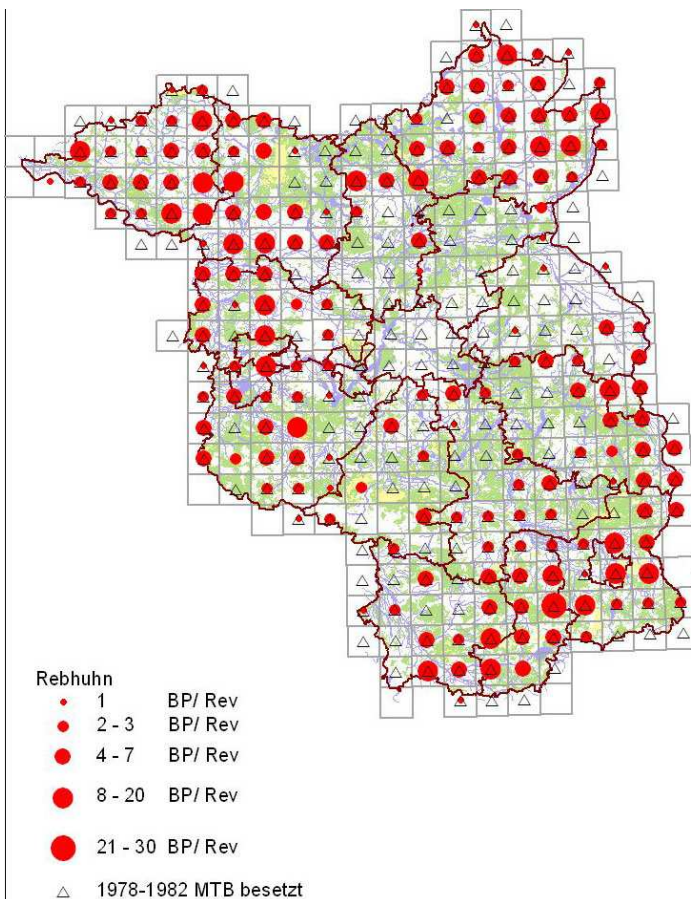 Rebhuhn
1 BP/ Rev
2 - 3 BP/ Rev
4 - 7 BP/ Rev
8 - 20 BP/ Rev
21 - 30 BP/ Rev
1978-1982 MTB besetzt